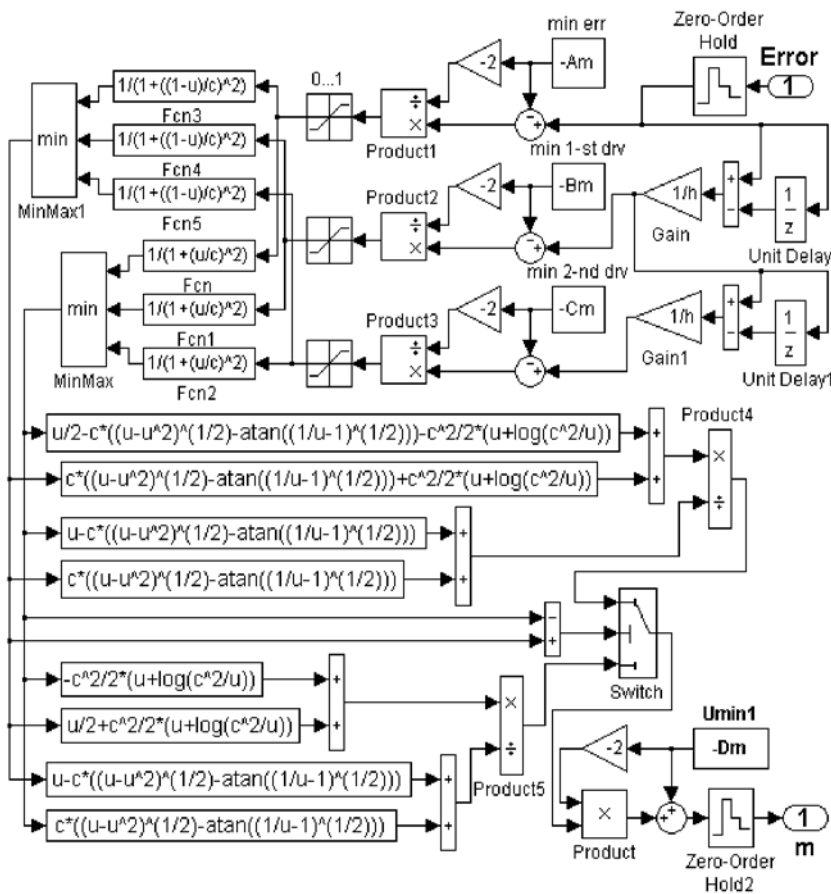 min err
Zero-Order
Hold
Error
1
-2
-Am
0...1
1/(1+((1-u)/c)^2)
Fcn3
÷
×
Product1
- +
min 1-st drv
min
1/(1+((1-u)/c)^2)
Fcn4
1/(1+((1-u)/c)^2)
Fcn5
MinMax1
Product2
÷
×
-2
-Bm
- +
min 2-nd drv
1/h
Gain
+
−
1
z
Unit Delay
min
1/(1+(u/c)^2)
Fcn
1/(1+(u/c)^2)
Fcn1
1/(1+(u/c)^2)
Fcn2
MinMax
Product3
÷
×
-2
-Cm
- +
1/h
Gain1
+
−
1
z
Unit Delay1
u/2-c*((u-u^2)^(1/2)-atan((1/u-1)^(1/2)))-c^2/2*(u+log(c^2/u))
+
c*((u-u^2)^(1/2)-atan((1/u-1)^(1/2)))+c^2/2*(u+log(c^2/u))
+
Product4
×
÷
u-c*((u-u^2)^(1/2)-atan((1/u-1)^(1/2)))
+
c*((u-u^2)^(1/2)-atan((1/u-1)^(1/2)))
+
−
+
Switch
-c^2/2*(u+log(c^2/u))
+
u/2+c^2/2*(u+log(c^2/u))
+
×
÷
Product5
u-c*((u-u^2)^(1/2)-atan((1/u-1)^(1/2)))
+
c*((u-u^2)^(1/2)-atan((1/u-1)^(1/2)))
+
Umin1
-2
-Dm
×
Product
+ +
Zero-Order
Hold2
1
m